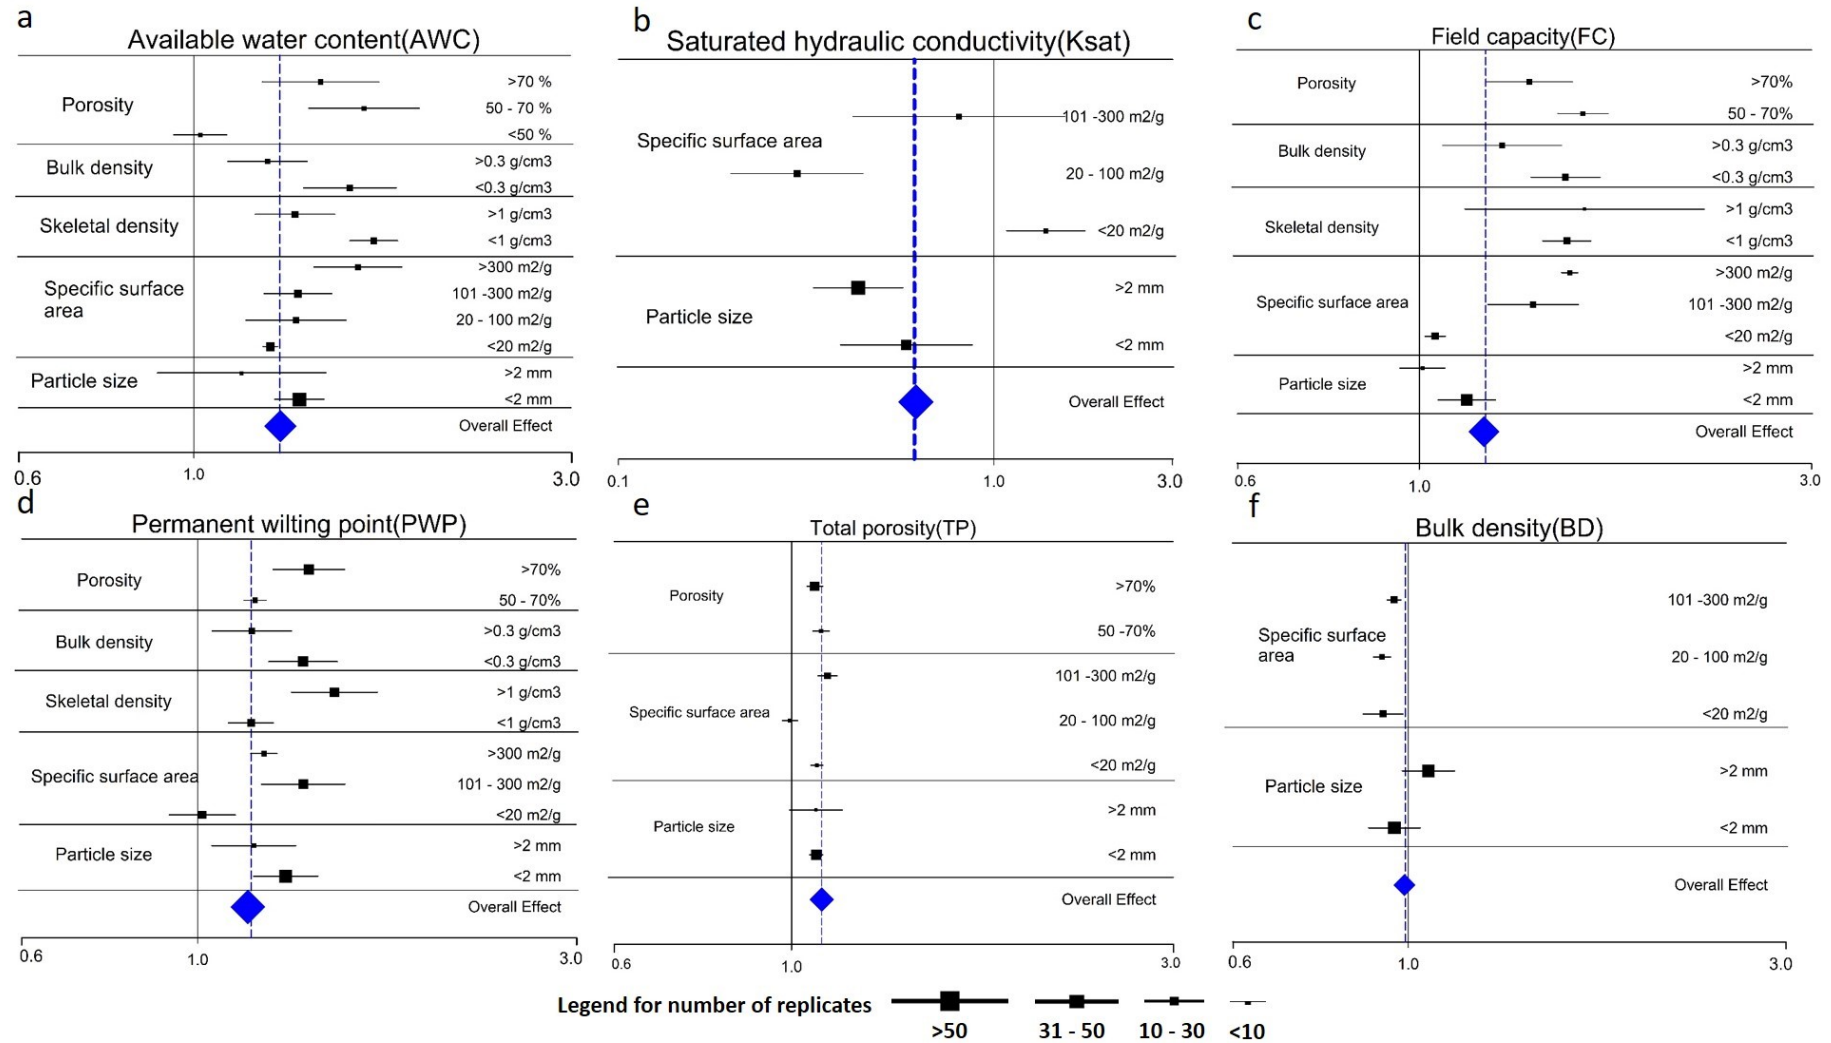 a
Available water content(AWC)
Porosity
>70 %
50 - 70 %
<50 %
Bulk density
>0.3 g/cm3
<0.3 g/cm3
Skeletal density
>1 g/cm3
<1 g/cm3
Specific surface
area
>300 m2/g
101 -300 m2/g
20 - 100 m2/g
<20 m2/g
Particle size
>2 mm
<2 mm
Overall Effect
0.6 1.0 3.0
b
Saturated hydraulic conductivity(Ksat)
Specific surface area
101 -300 m2/g
20 - 100 m2/g
<20 m2/g
Particle size
>2 mm
<2 mm
Overall Effect
0.1 1.0 3.0
c
Field capacity(FC)
Porosity
>70%
50 - 70%
Bulk density
>0.3 g/cm3
<0.3 g/cm3
Skeletal density
>1 g/cm3
<1 g/cm3
Specific surface area
>300 m2/g
101 -300 m2/g
<20 m2/g
Particle size
>2 mm
<2 mm
Overall Effect
0.6 1.0 3.0
d
Permanent wilting point(PWP)
Porosity
>70%
50 - 70%
Bulk density
>0.3 g/cm3
<0.3 g/cm3
Skeletal density
>1 g/cm3
<1 g/cm3
Specific surface area
>300 m2/g
101 - 300 m2/g
<20 m2/g
Particle size
>2 mm
<2 mm
Overall Effect
0.6 1.0 3.0
e
Total porosity(TP)
Porosity
>70%
50 -70%
Specific surface area
101 -300 m2/g
20 - 100 m2/g
<20 m2/g
Particle size
>2 mm
<2 mm
Overall Effect
0.6 1.0 3.0
f
Bulk density(BD)
Specific surface
area
101 -300 m2/g
20 - 100 m2/g
<20 m2/g
Particle size
>2 mm
<2 mm
Overall Effect
0.6 1.0 3.0
Legend for number of replicates
>50 31 - 50 10 - 30 <10